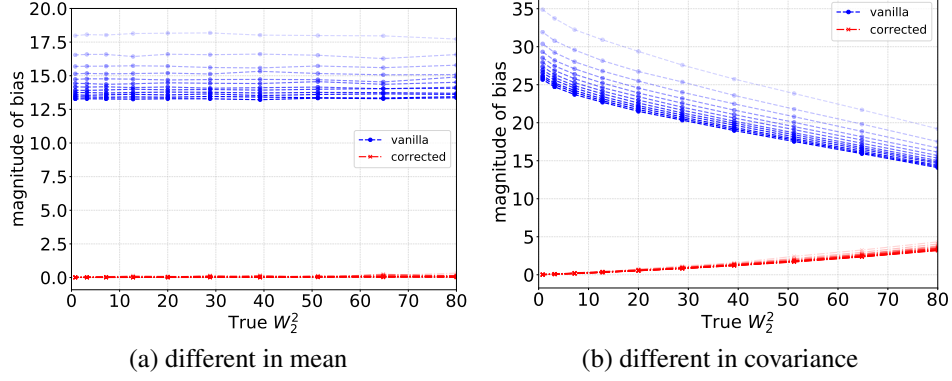 20.0
17.5
15.0
12.5
10.0
7.5
5.0
2.5
0.0
magnitude of bias
vanilla
corrected
0 10 20 30 40 50 60 70 80
True W₂²
(a) different in mean
35
30
25
20
15
10
5
0
magnitude of bias
vanilla
corrected
0 10 20 30 40 50 60 70 80
True W₂²
(b) different in covariance